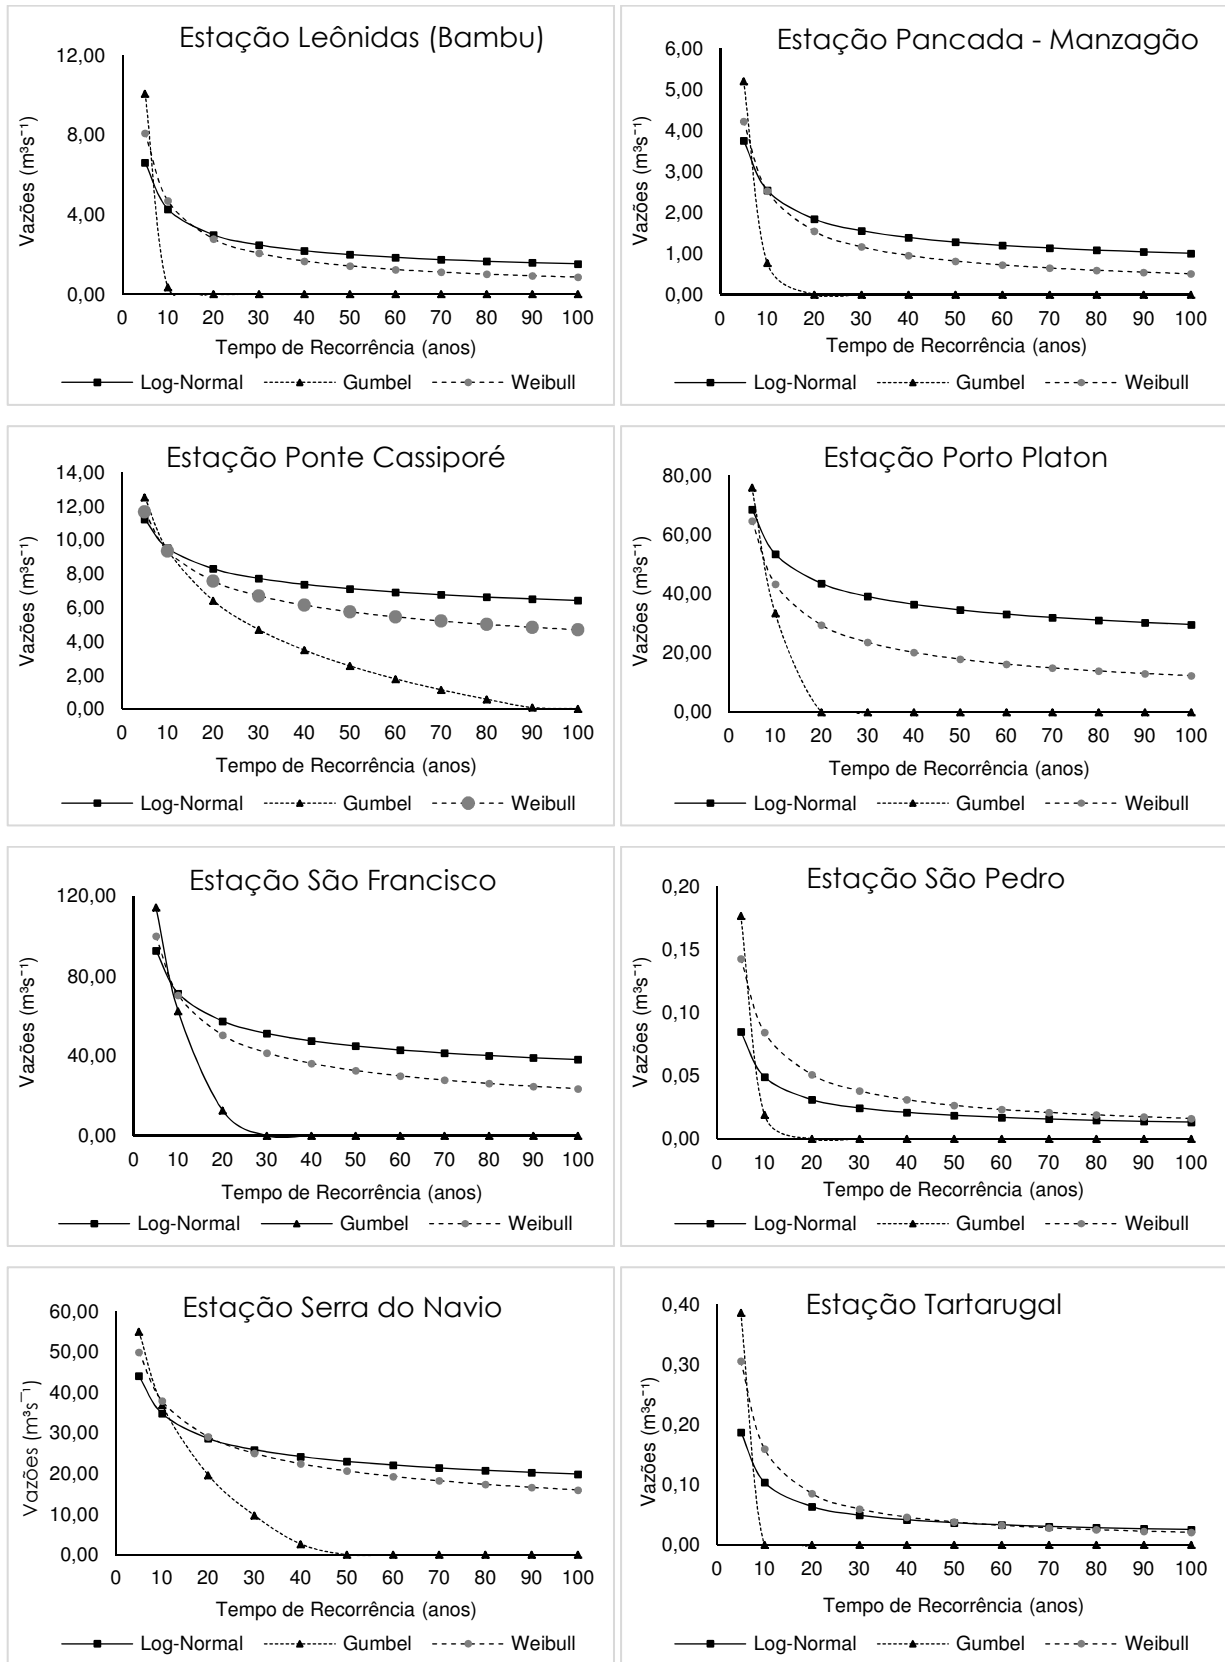 Estação Leônidas (Bambu)
12,00
8,00
4,00
0,00
Vazões (m³s⁻¹)
0 10 20 30 40 50 60 70 80 90 100
Tempo de Recorrência (anos)
Log-Normal Gumbel Weibull
Estação Pancada - Manzagão
6,00
5,00
4,00
3,00
2,00
1,00
0,00
Vazões (m³s⁻¹)
0 10 20 30 40 50 60 70 80 90 100
Tempo de Recorrência (anos)
Log-Normal Gumbel Weibull
Estação Ponte Cassiporé
14,00
12,00
10,00
8,00
6,00
4,00
2,00
0,00
Vazões (m³s⁻¹)
0 10 20 30 40 50 60 70 80 90 100
Tempo de Recorrência (anos)
Log-Normal Gumbel Weibull
Estação Porto Platon
80,00
60,00
40,00
20,00
0,00
Vazões (m³s⁻¹)
0 10 20 30 40 50 60 70 80 90 100
Tempo de Recorrência (anos)
Log-Normal Gumbel Weibull
Estação São Francisco
120,00
80,00
40,00
0,00
Vazões (m³s⁻¹)
0 10 20 30 40 50 60 70 80 90 100
Tempo de Recorrência (anos)
Log-Normal Gumbel Weibull
Estação São Pedro
0,20
0,15
0,10
0,05
0,00
Vazões (m³s⁻¹)
0 10 20 30 40 50 60 70 80 90 100
Tempo de Recorrência (anos)
Log-Normal Gumbel Weibull
Estação Serra do Navio
60,00
50,00
40,00
30,00
20,00
10,00
0,00
Vazões (m³s⁻¹)
0 10 20 30 40 50 60 70 80 90 100
Tempo de Recorrência (anos)
Log-Normal Gumbel Weibull
Estação Tartarugal
0,40
0,30
0,20
0,10
0,00
Vazões (m³s⁻¹)
0 10 20 30 40 50 60 70 80 90 100
Tempo de Recorrência (anos)
Log-Normal Gumbel Weibull